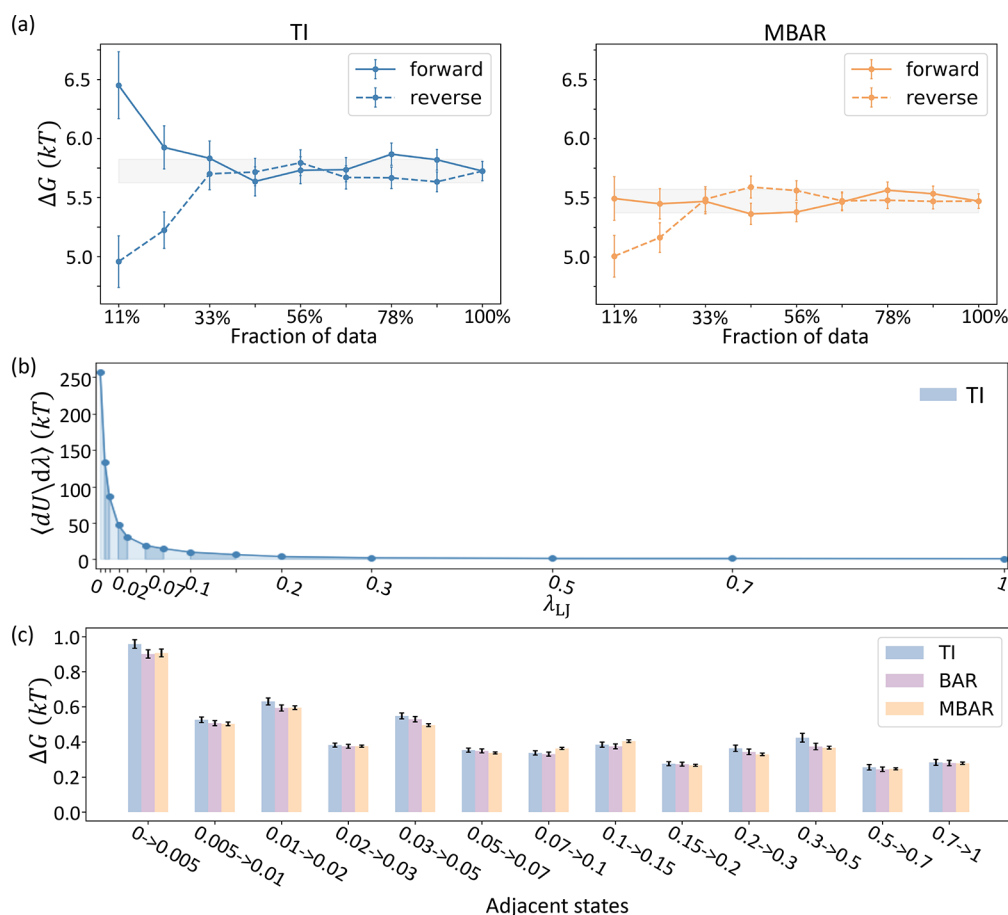 (a)
TI
MBAR
ΔG (kT)
6.5
6.0
5.5
5.0
forward
reverse
11%
33%
56%
78%
100%
Fraction of data
6.5
6.0
5.5
5.0
forward
reverse
11%
33%
56%
78%
100%
Fraction of data
(b)
⟨dU\dλ⟩ (kT)
250
200
150
100
50
0
TI
0
0.02
0.07
0.1
0.2
0.3
0.5
0.7
1
λLJ
(c)
ΔG (kT)
1.0
0.8
0.6
0.4
0.2
0.0
TI
BAR
MBAR
0->0.005
0.005->0.01
0.01->0.02
0.02->0.03
0.03->0.05
0.05->0.07
0.07->0.1
0.1->0.15
0.15->0.2
0.2->0.3
0.3->0.5
0.5->0.7
0.7->1
Adjacent states